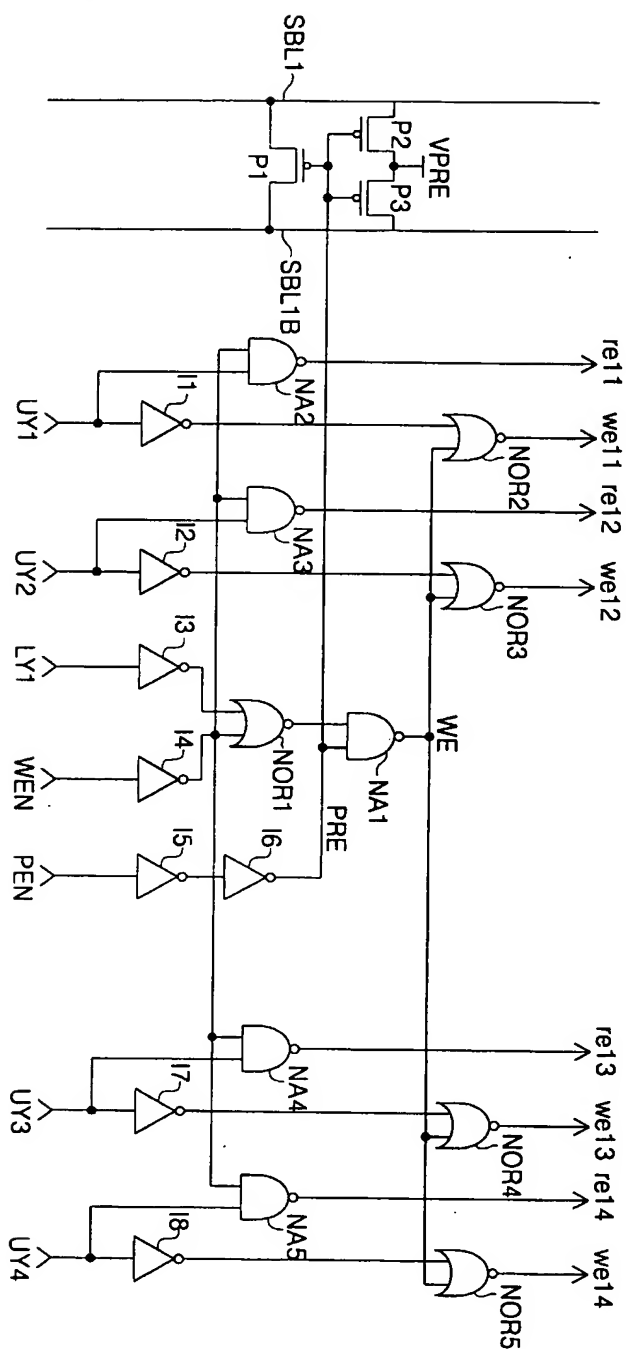 SBL1
P1
P2
VPRE
P3
SBL1B
re11
we11
re12
we12
NA2
NOR2
I1
UY1
NA3
NOR3
I2
UY2
I3
LY1
NOR1
NA1
WE
I4
WEN
PRE
I5
I6
PEN
re13
we13
re14
we14
NA4
NOR4
I7
UY3
NA5
NOR5
I8
UY4